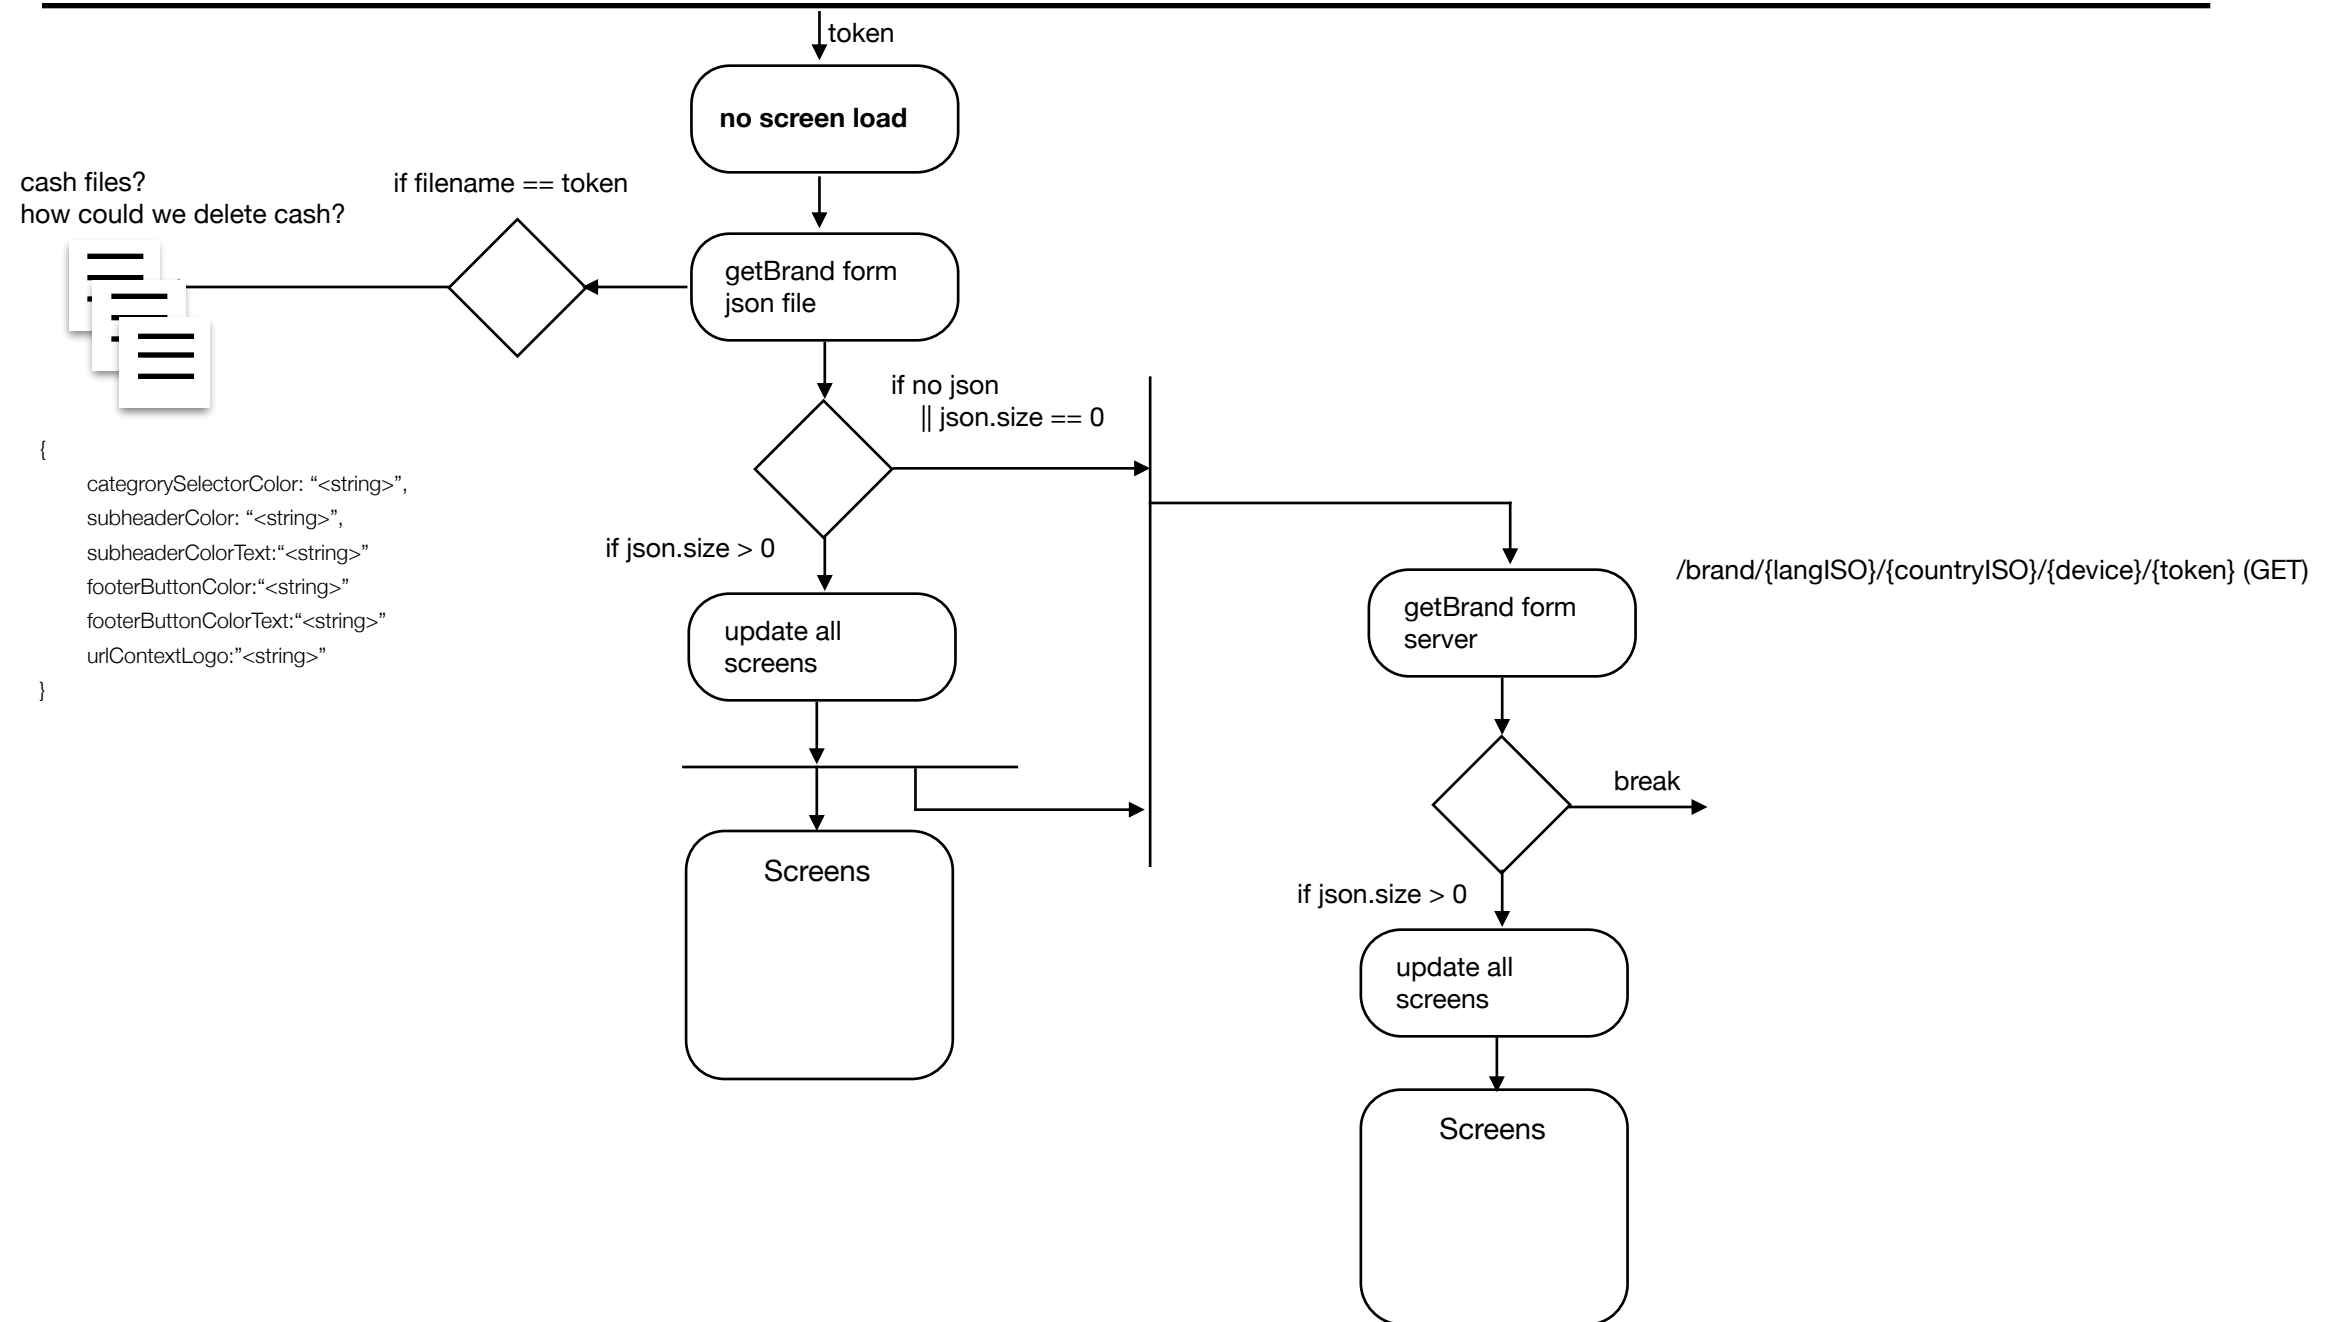 token
no screen load
cash files?
how could we delete cash?
if filename == token
getBrand form
json file
if no json
|| json.size == 0
{
categrorySelectorColor: “<string>”,
subheaderColor: “<string>”,
subheaderColorText:“<string>”
footerButtonColor:“<string>”
footerButtonColorText:“<string>”
urlContextLogo:”<string>”
}
if json.size > 0
update all
screens
Screens
/brand/{langISO}/{countryISO}/{device}/{token} (GET)
getBrand form
server
break
if json.size > 0
update all
screens
Screens